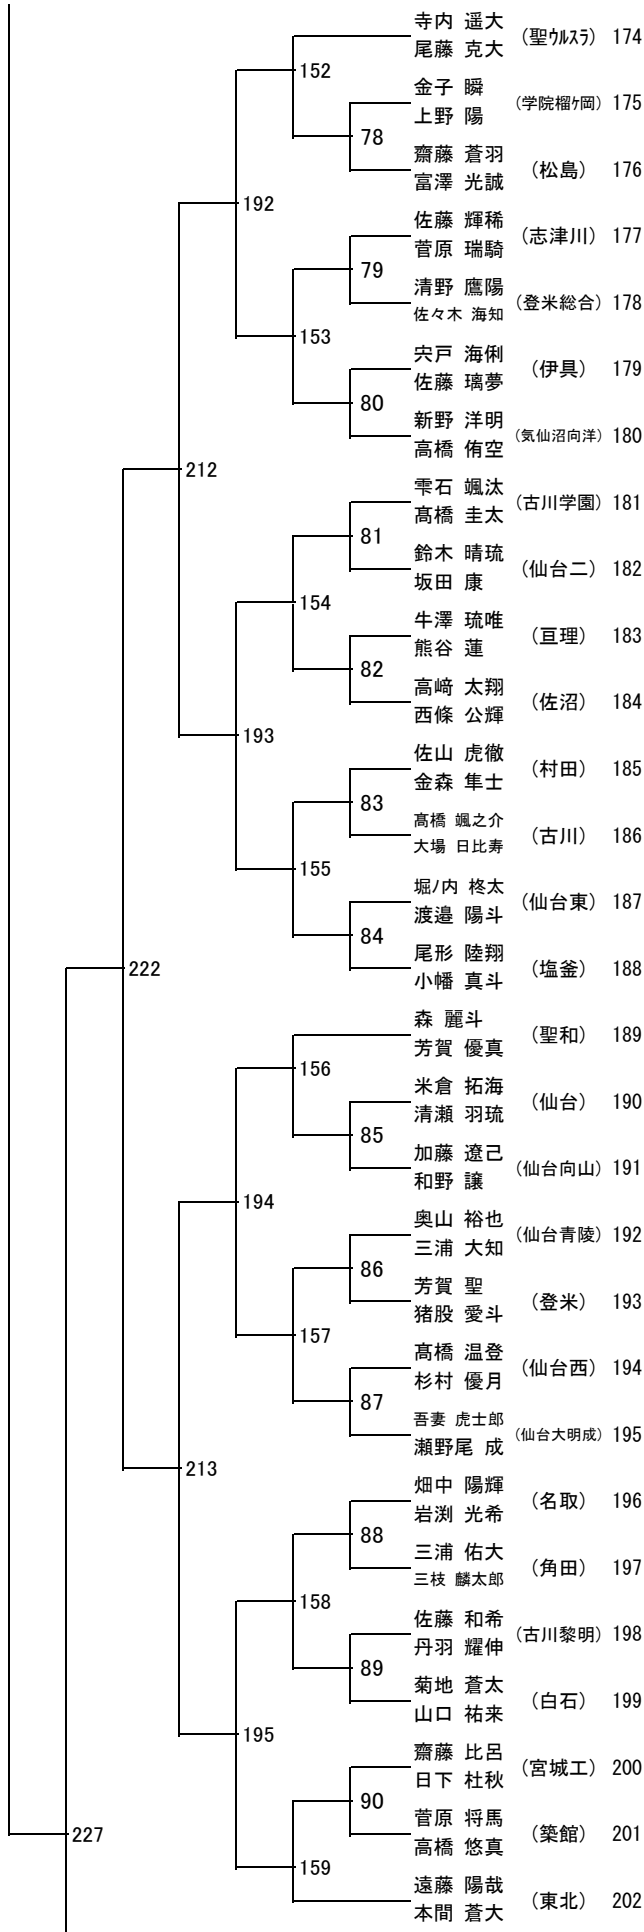 寺内 遥大
尾藤 克大
(聖ｳﾙｽﾗ) 174
152
金子 瞬
上野 陽
(学院榴ケ岡) 175
78
齋藤 蒼羽
富澤 光誠
(松島) 176
192
佐藤 輝稀
菅原 瑞騎
(志津川) 177
79
清野 鷹陽
佐々木 海知
(登米総合) 178
153
宍戸 海俐
佐藤 璃夢
(伊具) 179
80
新野 洋明
高橋 侑空
(気仙沼向洋) 180
212
雫石 颯汰
髙橋 圭太
(古川学園) 181
81
鈴木 晴琉
坂田 康
(仙台二) 182
154
牛澤 琉唯
熊谷 蓮
(亘理) 183
82
高﨑 太翔
西條 公輝
(佐沼) 184
193
佐山 虎徹
金森 隼士
(村田) 185
83
髙橋 颯之介
大場 日比寿
(古川) 186
155
堀ﾉ内 柊太
渡邉 陽斗
(仙台東) 187
84
尾形 陸翔
小幡 真斗
(塩釜) 188
222
森 麗斗
芳賀 優真
(聖和) 189
156
米倉 拓海
清瀬 羽琉
(仙台) 190
85
加藤 遼己
和野 譲
(仙台向山) 191
194
奥山 裕也
三浦 大知
(仙台青陵) 192
86
芳賀 聖
猪股 愛斗
(登米) 193
157
髙橋 温登
杉村 優月
(仙台西) 194
87
吾妻 虎士郎
瀬野尾 成
(仙台大明成) 195
213
畑中 陽輝
岩渕 光希
(名取) 196
88
三浦 佑大
三枝 麟太郎
(角田) 197
158
佐藤 和希
丹羽 耀伸
(古川黎明) 198
89
菊地 蒼太
山口 祐来
(白石) 199
195
齋藤 比呂
日下 杜秋
(宮城工) 200
90
菅原 将馬
高橋 悠真
(築館) 201
227
159
遠藤 陽哉
本間 蒼大
(東北) 202